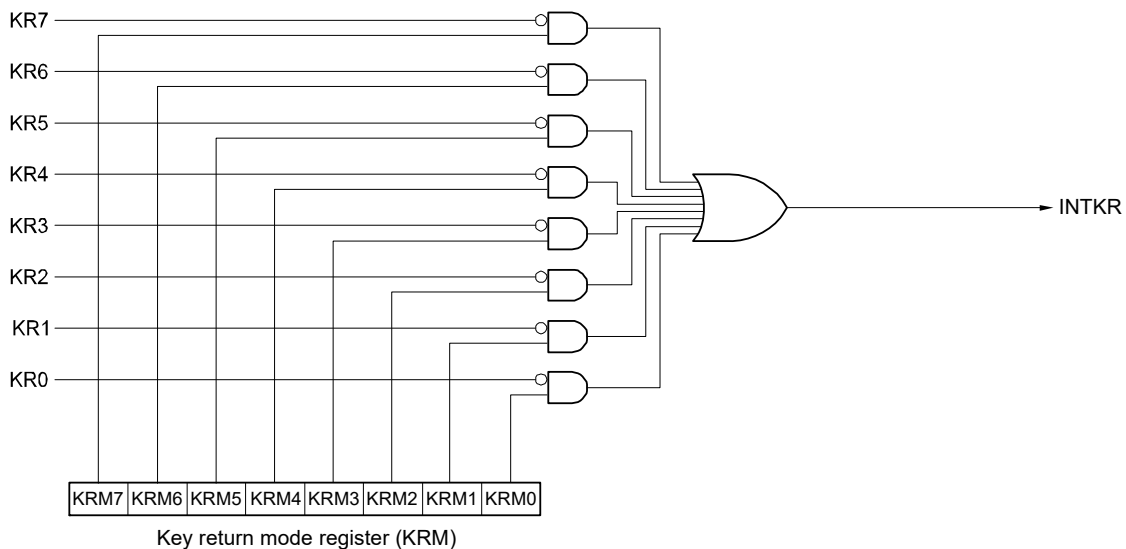 KR7
KR6
KR5
KR4
KR3
KR2
KR1
KR0
INTKR
KRM7 KRM6 KRM5 KRM4 KRM3 KRM2 KRM1 KRM0
Key return mode register (KRM)